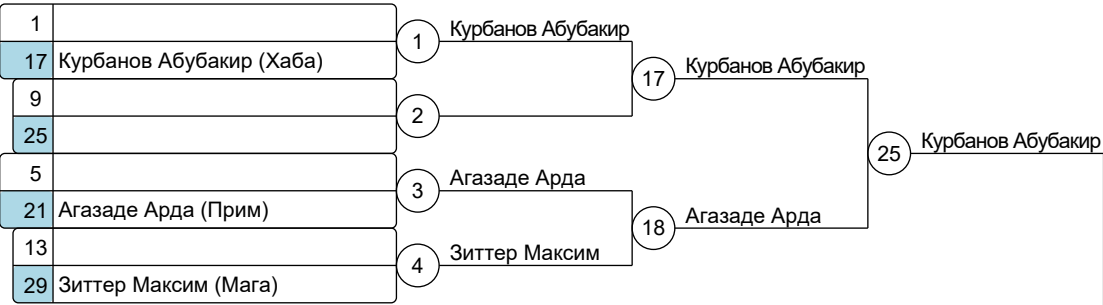 1
17 Курбанов Абубакир (Хаба)
9
25
5
21 Агазаде Арда (Прим)
13
29 Зиттер Максим (Мага)
1 Курбанов Абубакир
2
3 Агазаде Арда
4 Зиттер Максим
17 Курбанов Абубакир
18 Агазаде Арда
25 Курбанов Абубакир